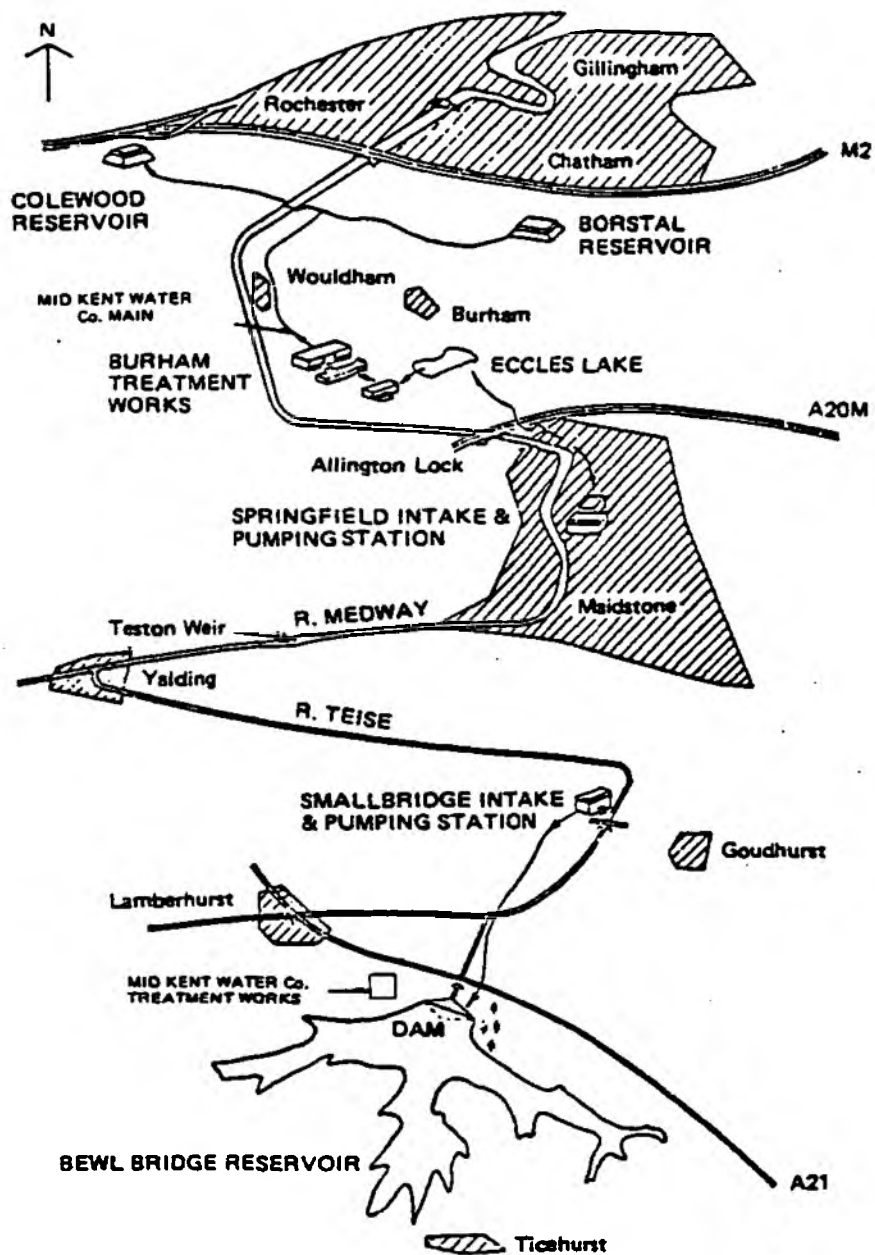 N
Gillingham
Rochester
Chatham
M2
COLEWOOD
RESERVOIR
BORSTAL
RESERVOIR
Wouldham
MID KENT WATER
Co. MAIN
Burham
BURHAM
TREATMENT
WORKS
ECCLES LAKE
A20M
Allington Lock
SPRINGFIELD INTAKE &
PUMPING STATION
R. MEDWAY
Maidstone
Teston Weir
Yalding
R. TEISE
SMALLBRIDGE INTAKE
& PUMPING STATION
Goudhurst
Lamberhurst
MID KENT WATER Co.
TREATMENT WORKS
DAM
BEWL BRIDGE RESERVOIR
A21
Ticehurst